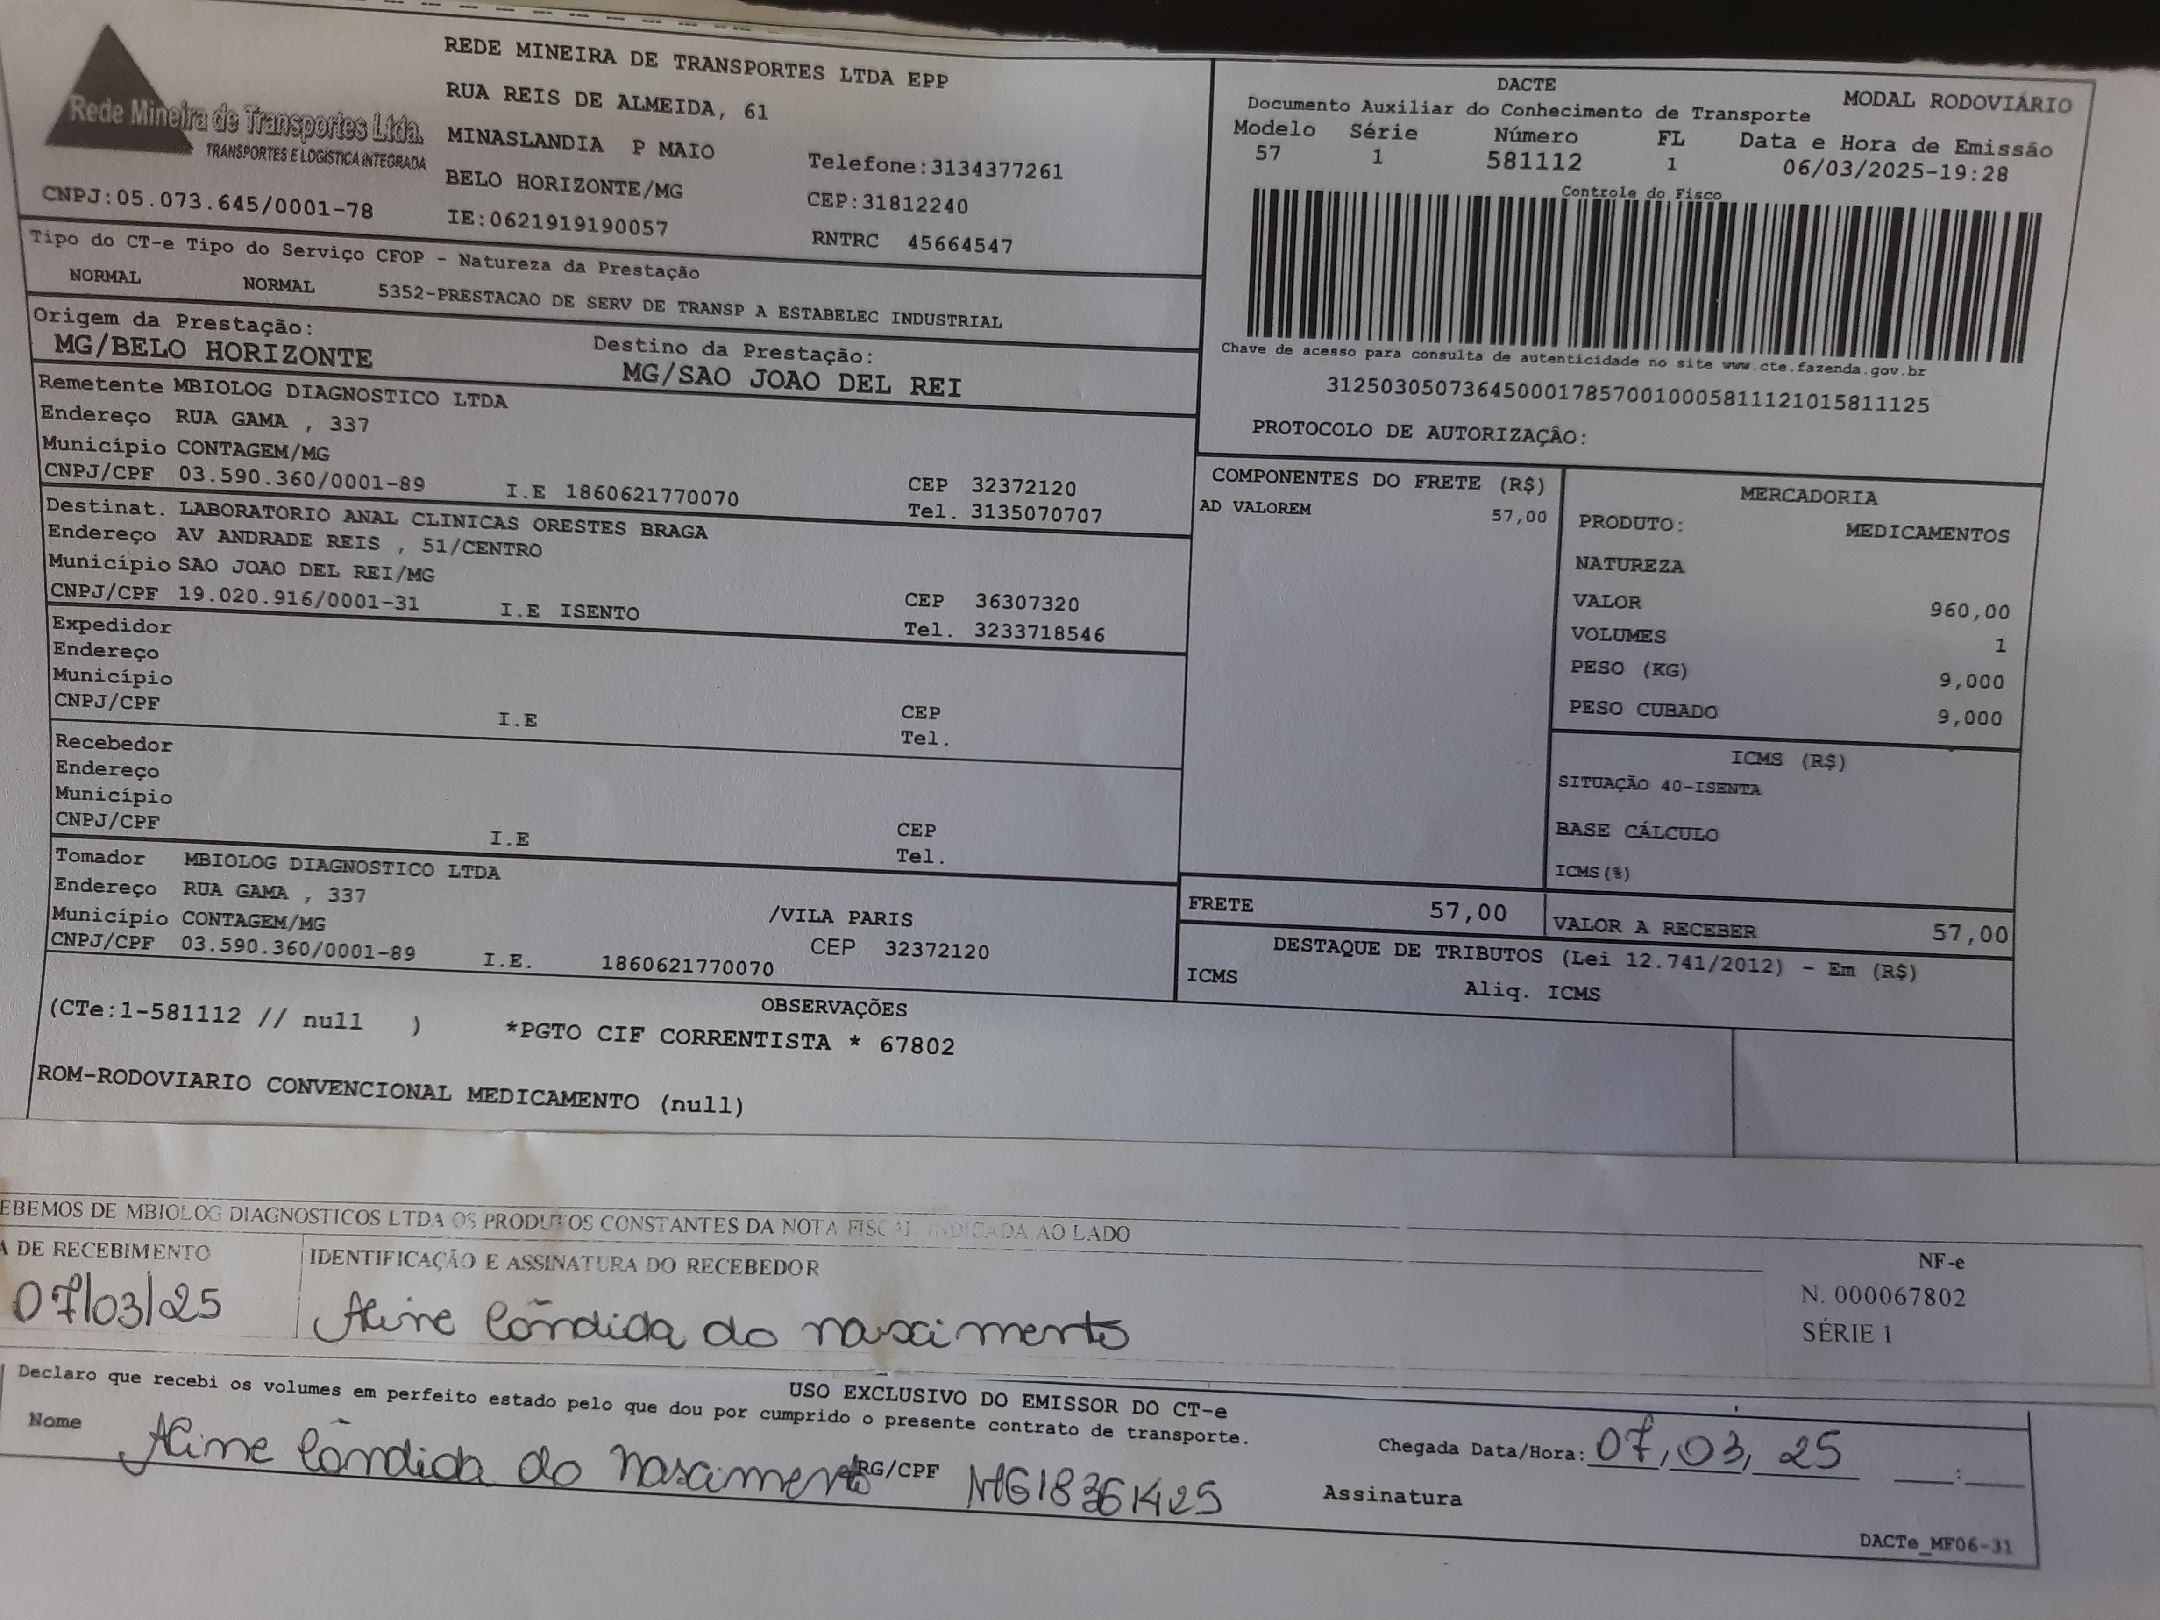 Rede Mineira de Transportes Ltda.
TRANSPORTES E LOGÍSTICA INTEGRADA
CNPJ:05.073.645/0001-78
REDE MINEIRA DE TRANSPORTES LTDA EPP
RUA REIS DE ALMEIDA, 61
MINASLANDIA P MAIO
Telefone:3134377261
BELO HORIZONTE/MG
CEP:31812240
IE:0621919190057
RNTRC 45664547
DACTE
MODAL RODOVIÁRIO
Documento Auxiliar do Conhecimento de Transporte
Modelo Série Número FL Data e Hora de Emissão
57 1 581112 1 06/03/2025-19:28
Controle do Fisco
Chave de acesso para consulta de autenticidade no site www.cte.fazenda.gov.br
31250305073645000178570010005811121015811125
PROTOCOLO DE AUTORIZAÇÃO:
Tipo do CT-e Tipo do Serviço CFOP - Natureza da Prestação
NORMAL NORMAL 5352-PRESTACAO DE SERV DE TRANSP A ESTABELEC INDUSTRIAL
Origem da Prestação: Destino da Prestação:
MG/BELO HORIZONTE MG/SAO JOAO DEL REI
Remetente MBIOLOG DIAGNOSTICO LTDA
Endereço RUA GAMA , 337
Município CONTAGEM/MG CEP 32372120
CNPJ/CPF 03.590.360/0001-89 I.E 1860621770070 Tel. 3135070707
Destinat. LABORATORIO ANAL CLINICAS ORESTES BRAGA
Endereço AV ANDRADE REIS , 51/CENTRO
Município SAO JOAO DEL REI/MG CEP 36307320
CNPJ/CPF 19.020.916/0001-31 I.E ISENTO Tel. 3233718546
Expedidor
Endereço
Município CEP
CNPJ/CPF I.E Tel.
Recebedor
Endereço
Município CEP
CNPJ/CPF I.E Tel.
Tomador MBIOLOG DIAGNOSTICO LTDA
Endereço RUA GAMA , 337 /VILA PARIS
Município CONTAGEM/MG CEP 32372120
CNPJ/CPF 03.590.360/0001-89 I.E. 1860621770070
COMPONENTES DO FRETE (R$)
AD VALOREM 57,00
MERCADORIA
PRODUTO: MEDICAMENTOS
NATUREZA
VALOR 960,00
VOLUMES 1
PESO (KG) 9,000
PESO CUBADO 9,000
ICMS (R$)
SITUAÇÃO 40-ISENTA
BASE CÁLCULO
ICMS(%)
FRETE 57,00 VALOR A RECEBER 57,00
DESTAQUE DE TRIBUTOS (Lei 12.741/2012) - Em (R$)
ICMS Aliq. ICMS
OBSERVAÇÕES
(CTe:1-581112 // null ) *PGTO CIF CORRENTISTA * 67802
ROM-RODOVIARIO CONVENCIONAL MEDICAMENTO (null)
EBEMOS DE MBIOLOG DIAGNOSTICOS LTDA OS PRODUTOS CONSTANTES DA NOTA FISCAL INDICADA AO LADO
A DE RECEBIMENTO IDENTIFICAÇÃO E ASSINATURA DO RECEBEDOR
07/03/25 Aline Cândida do nascimento
NF-e
N. 000067802
SÉRIE 1
USO EXCLUSIVO DO EMISSOR DO CT-e
Declaro que recebi os volumes em perfeito estado pelo que dou por cumprido o presente contrato de transporte.
Nome Aline Cândida do nascimento RG/CPF MG18361425
Chegada Data/Hora: 07, 03, 25 :
Assinatura
DACTe_MF06-31